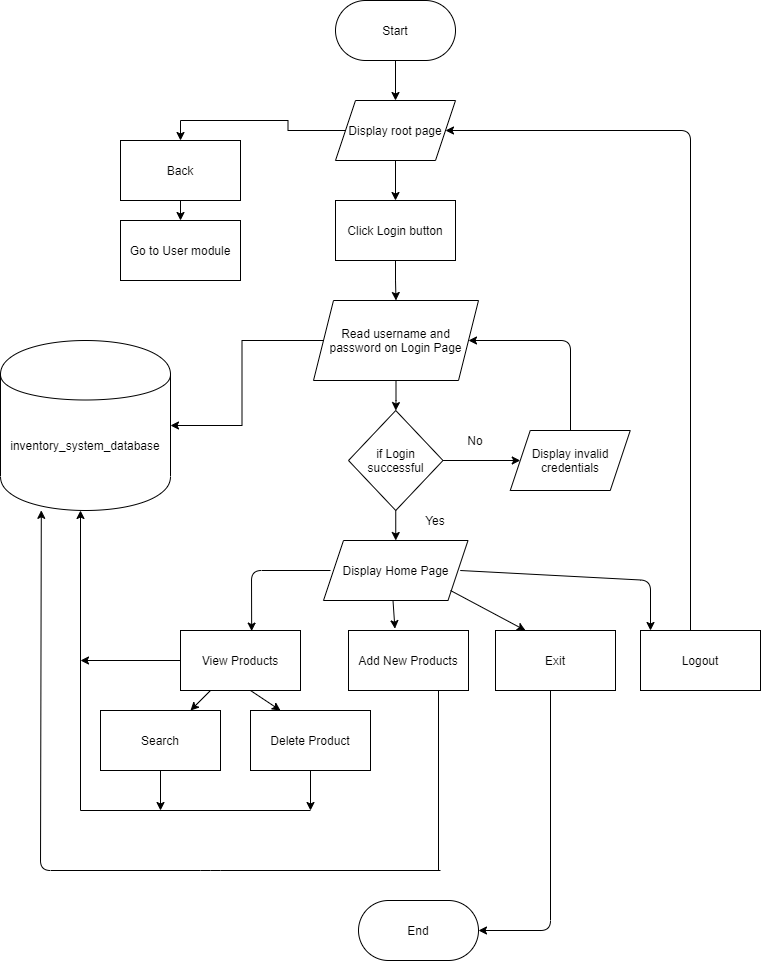 Start
Display root page
Back
Click Login button
Go to User module
Read username and
password on Login Page
inventory_system_database
if Login
successful
No
Display invalid
credentials
Yes
Display Home Page
View Products
Add New Products
Exit
Logout
Search
Delete Product
End